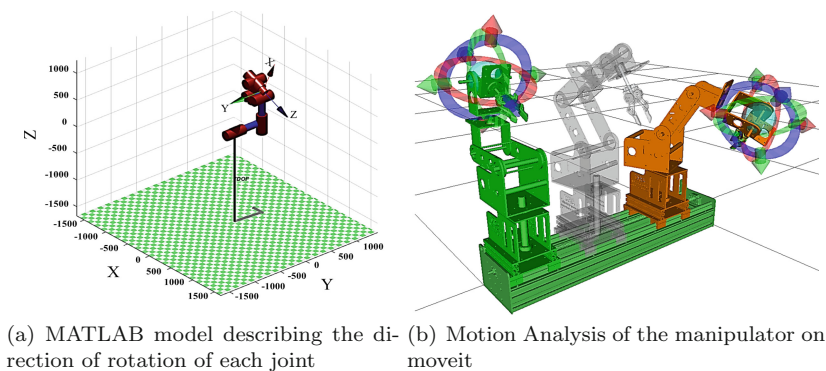 1000
500
0
-500
-1000
-1500
Z
X
Y
Z
7DOF
-1500
-1000
-500
0
500
1000
1500
X
-1500
-1000
-500
0
500
1000
Y
(a) MATLAB model describing the di-
rection of rotation of each joint
(b) Motion Analysis of the manipulator on
moveit